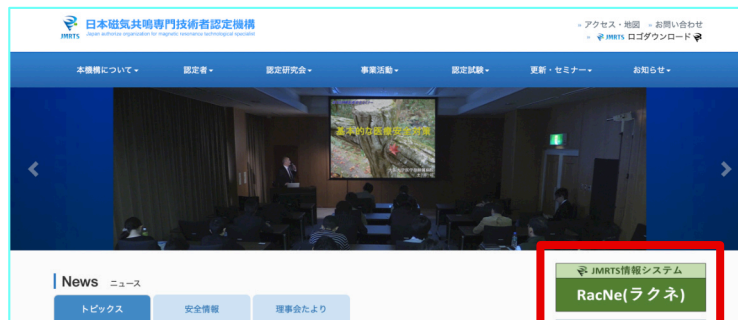 日本磁気共鳴専門技術者認定機構
Japan authorize organization for magnetic resonance technological specialist
JMRTS
アクセス・地図
お問い合わせ
JMRTS ロゴダウンロード
本機構について
認定者
認定研究会
事業活動
認定試験
更新・セミナー
お知らせ
基本的な医療安全対策
News ニュース
トピックス
安全情報
理事会たより
JMRTS情報システム
RacNe(ラクネ)